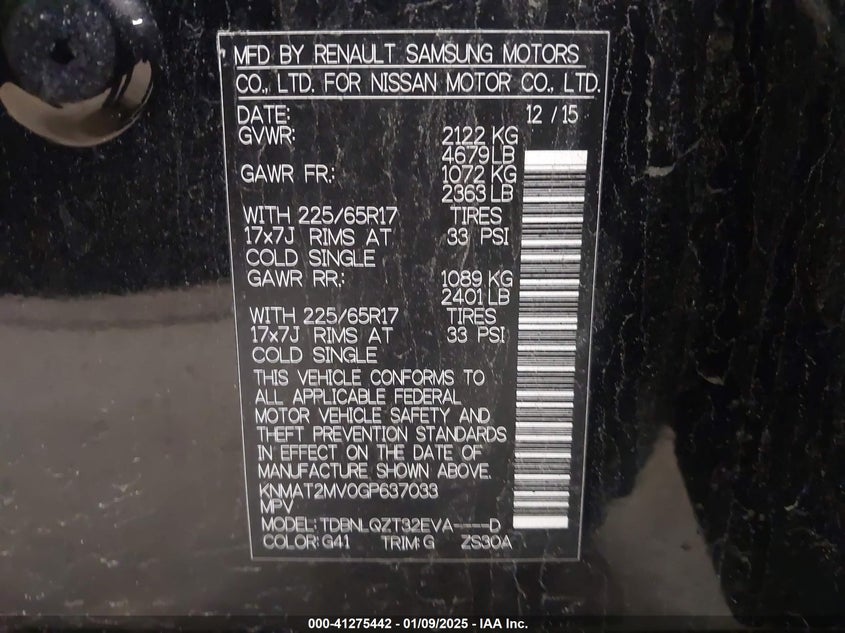 MFD BY RENAULT SAMSUNG MOTORS
CO., LTD. FOR NISSAN MOTOR CO., LTD.
DATE: 12 / 15
GVWR: 2122 KG
4679 LB
GAWR FR.: 1072 KG
2363 LB
WITH 225/65R17 TIRES
17x7J RIMS AT 33 PSI
COLD SINGLE
GAWR RR.: 1089 KG
2401 LB
WITH 225/65R17 TIRES
17x7J RIMS AT 33 PSI
COLD SINGLE
THIS VEHICLE CONFORMS TO
ALL APPLICABLE FEDERAL
MOTOR VEHICLE SAFETY AND
THEFT PREVENTION STANDARDS
IN EFFECT ON THE DATE OF
MANUFACTURE SHOWN ABOVE.
KNMAT2MV0GP637033
MPV
MODEL: TDBNLQZT32EVA----D
COLOR: G41 TRIM: G ZS30A
000-41275442 - 01/09/2025 - IAA Inc.